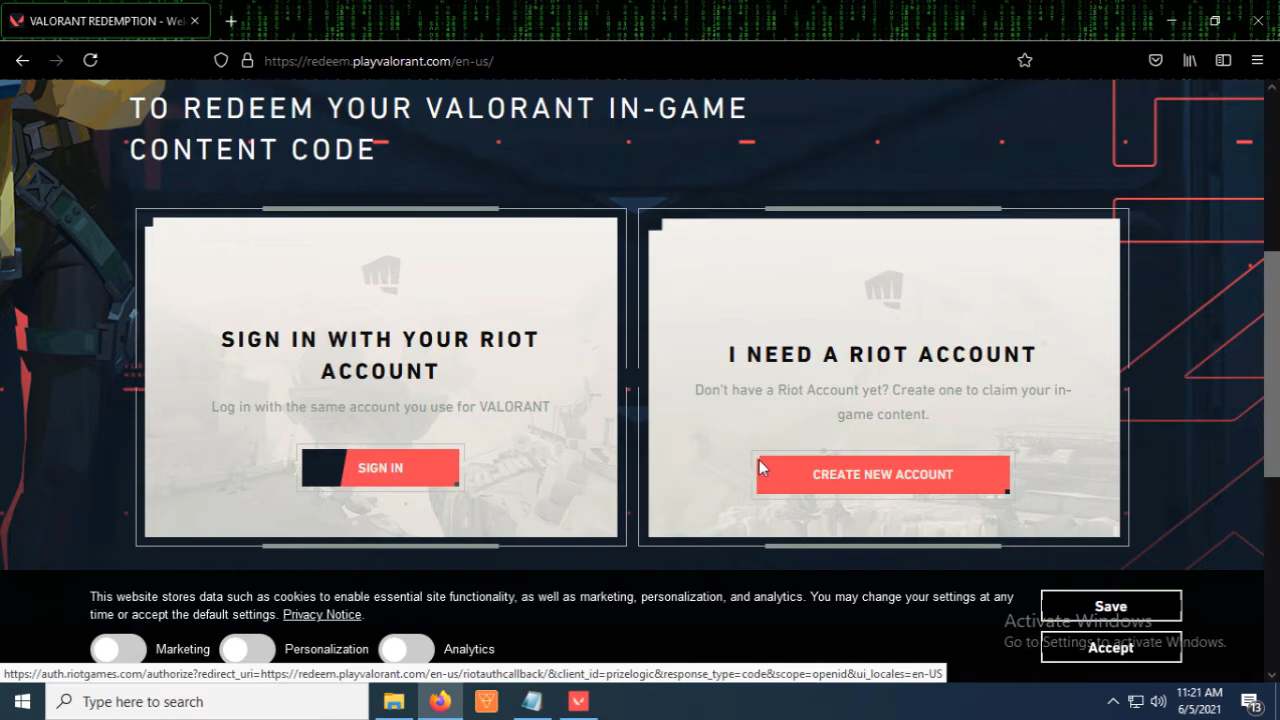 VALORANT REDEMPTION - Wel
https://redeem.playvalorant.com/en-us/
TO REDEEM YOUR VALORANT IN-GAME
CONTENT CODE
SIGN IN WITH YOUR RIOT
ACCOUNT
Log in with the same account you use for VALORANT
SIGN IN
I NEED A RIOT ACCOUNT
Don't have a Riot Account yet? Create one to claim your in-
game content.
CREATE NEW ACCOUNT
This website stores data such as cookies to enable essential site functionality, as well as marketing, personalization, and analytics. You may change your settings at any
time or accept the default settings. Privacy Notice.
Marketing
Personalization
Analytics
Save
Accept
Activate Windows
Go to Settings to activate Windows.
https://auth.riotgames.com/authorize?redirect_uri=https://redeem.playvalorant.com/en-us/riotauthcallback/&client_id=prizelogic&response_type=code&scope=openid&ui_locales=en-US
Type here to search
11:21 AM
6/5/2021
13